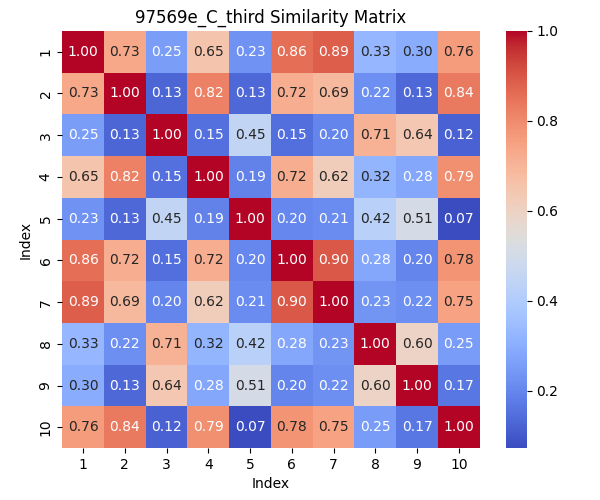 97569e_C_third Similarity Matrix
1 1.00 0.73 0.25 0.65 0.23 0.86 0.89 0.33 0.30 0.76
2 0.73 1.00 0.13 0.82 0.13 0.72 0.69 0.22 0.13 0.84
3 0.25 0.13 1.00 0.15 0.45 0.15 0.20 0.71 0.64 0.12
4 0.65 0.82 0.15 1.00 0.19 0.72 0.62 0.32 0.28 0.79
5 0.23 0.13 0.45 0.19 1.00 0.20 0.21 0.42 0.51 0.07
6 0.86 0.72 0.15 0.72 0.20 1.00 0.90 0.28 0.20 0.78
7 0.89 0.69 0.20 0.62 0.21 0.90 1.00 0.23 0.22 0.75
8 0.33 0.22 0.71 0.32 0.42 0.28 0.23 1.00 0.60 0.25
9 0.30 0.13 0.64 0.28 0.51 0.20 0.22 0.60 1.00 0.17
10 0.76 0.84 0.12 0.79 0.07 0.78 0.75 0.25 0.17 1.00
1 2 3 4 5 6 7 8 9 10
Index
Index
1.0
0.8
0.6
0.4
0.2